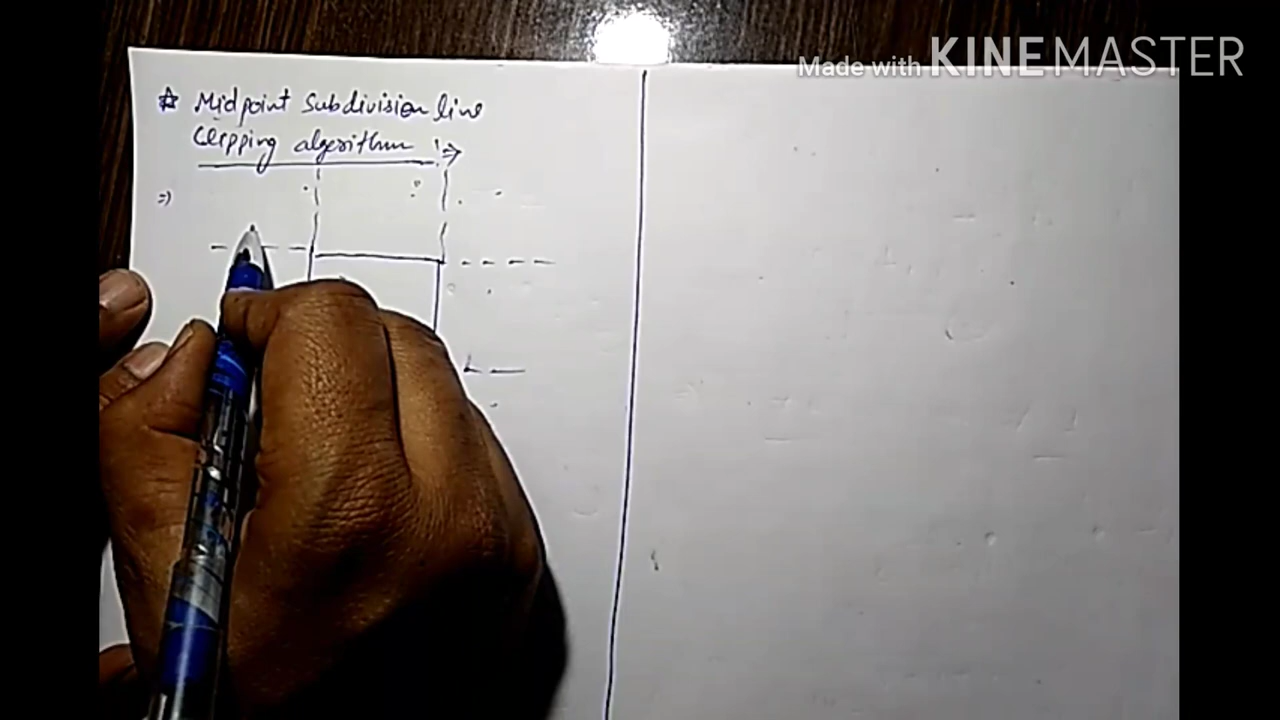 Made with KINEMASTER
☆ Midpoint Subdivision line
Clipping algorithm :→
⇒